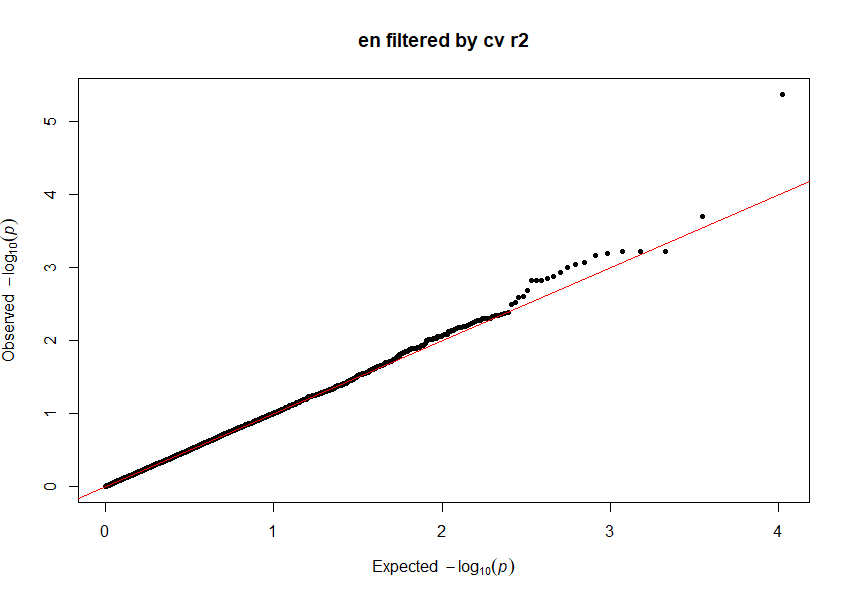 en filtered by cv r2
Observed −log10(p)
5
4
3
2
1
0
0 1 2 3 4
Expected −log10(p)